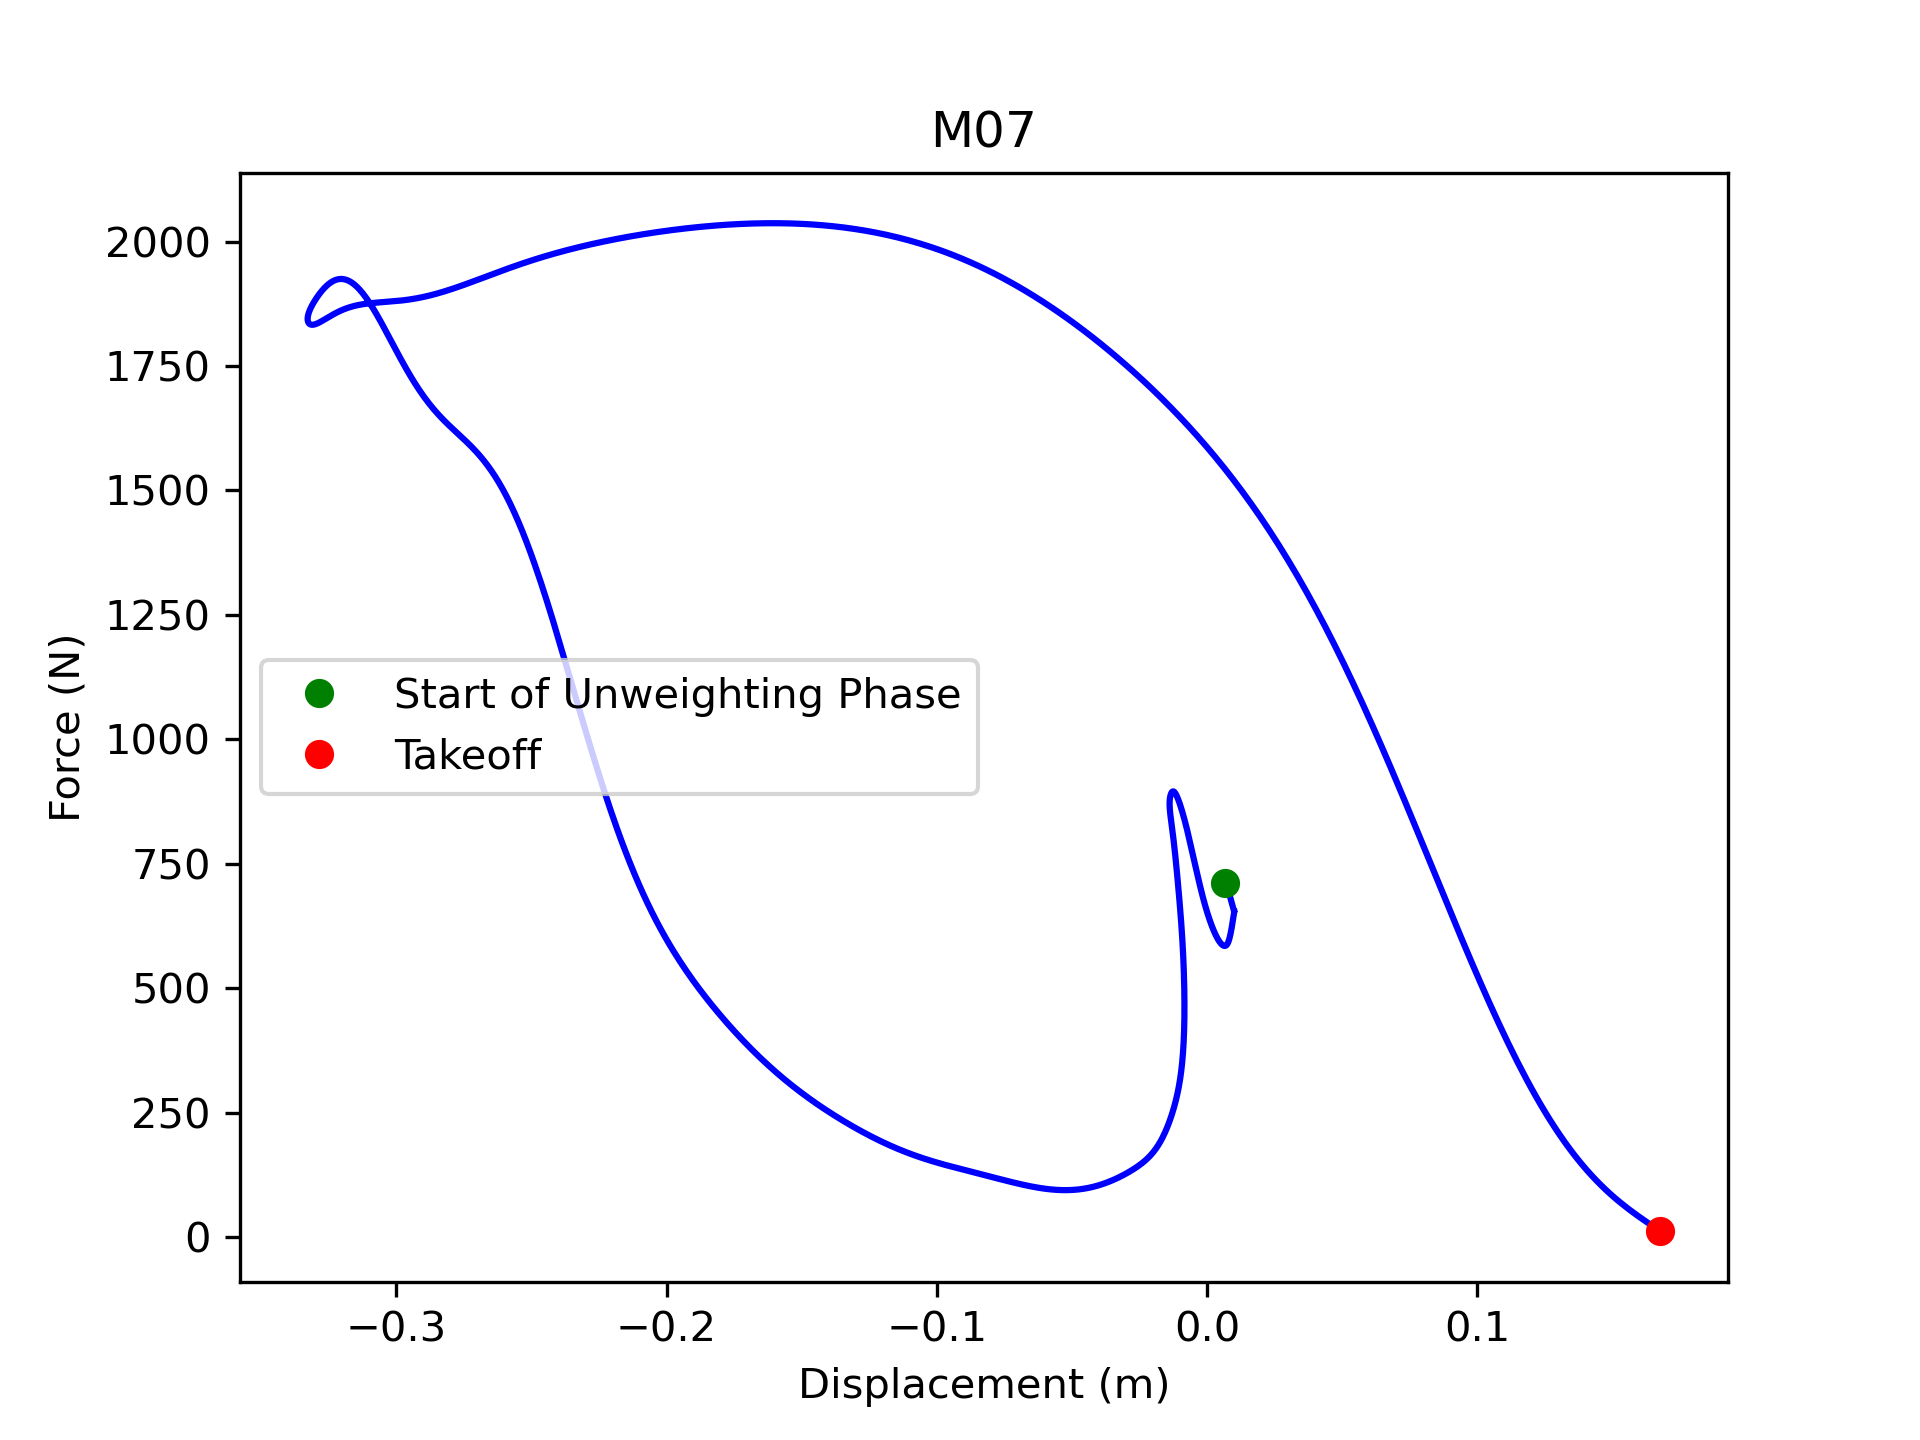 M07
2000
1750
1500
1250
1000
750
500
250
0
Force (N)
Start of Unweighting Phase
Takeoff
−0.3 −0.2 −0.1 0.0 0.1
Displacement (m)